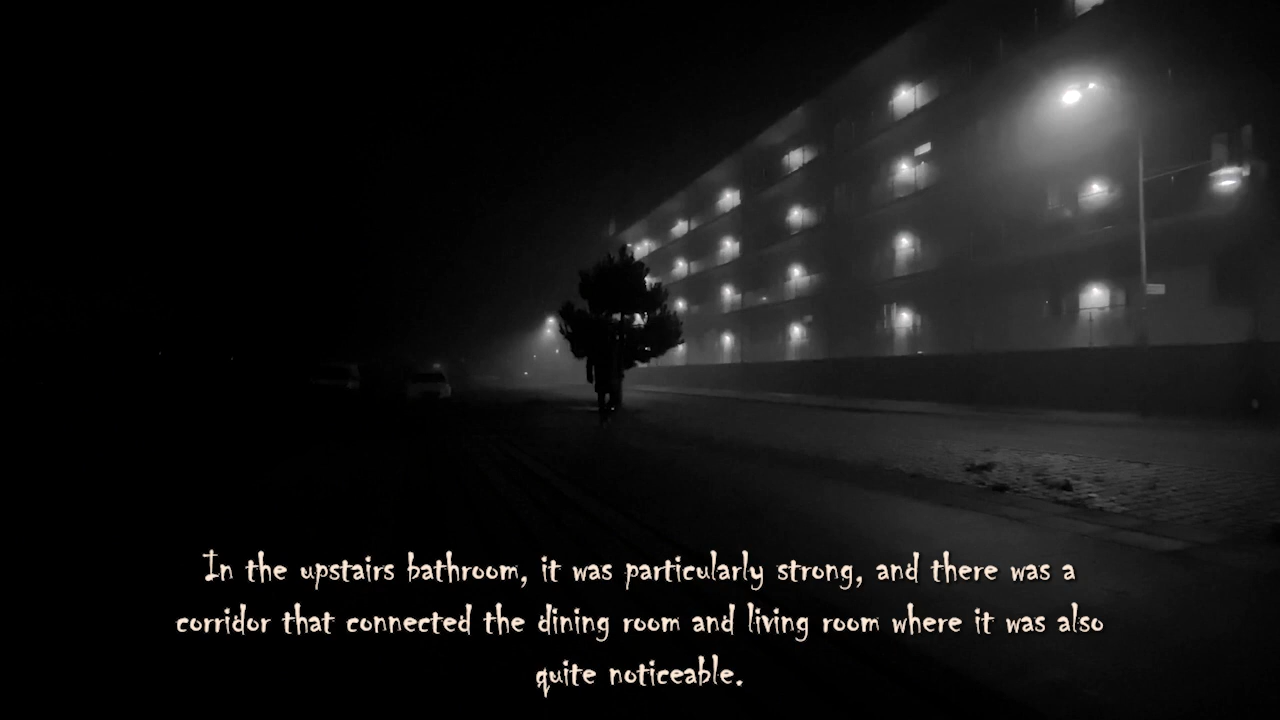 In the upstairs bathroom, it was particularly strong, and there was a
corridor that connected the dining room and living room where it was also
quite noticeable.